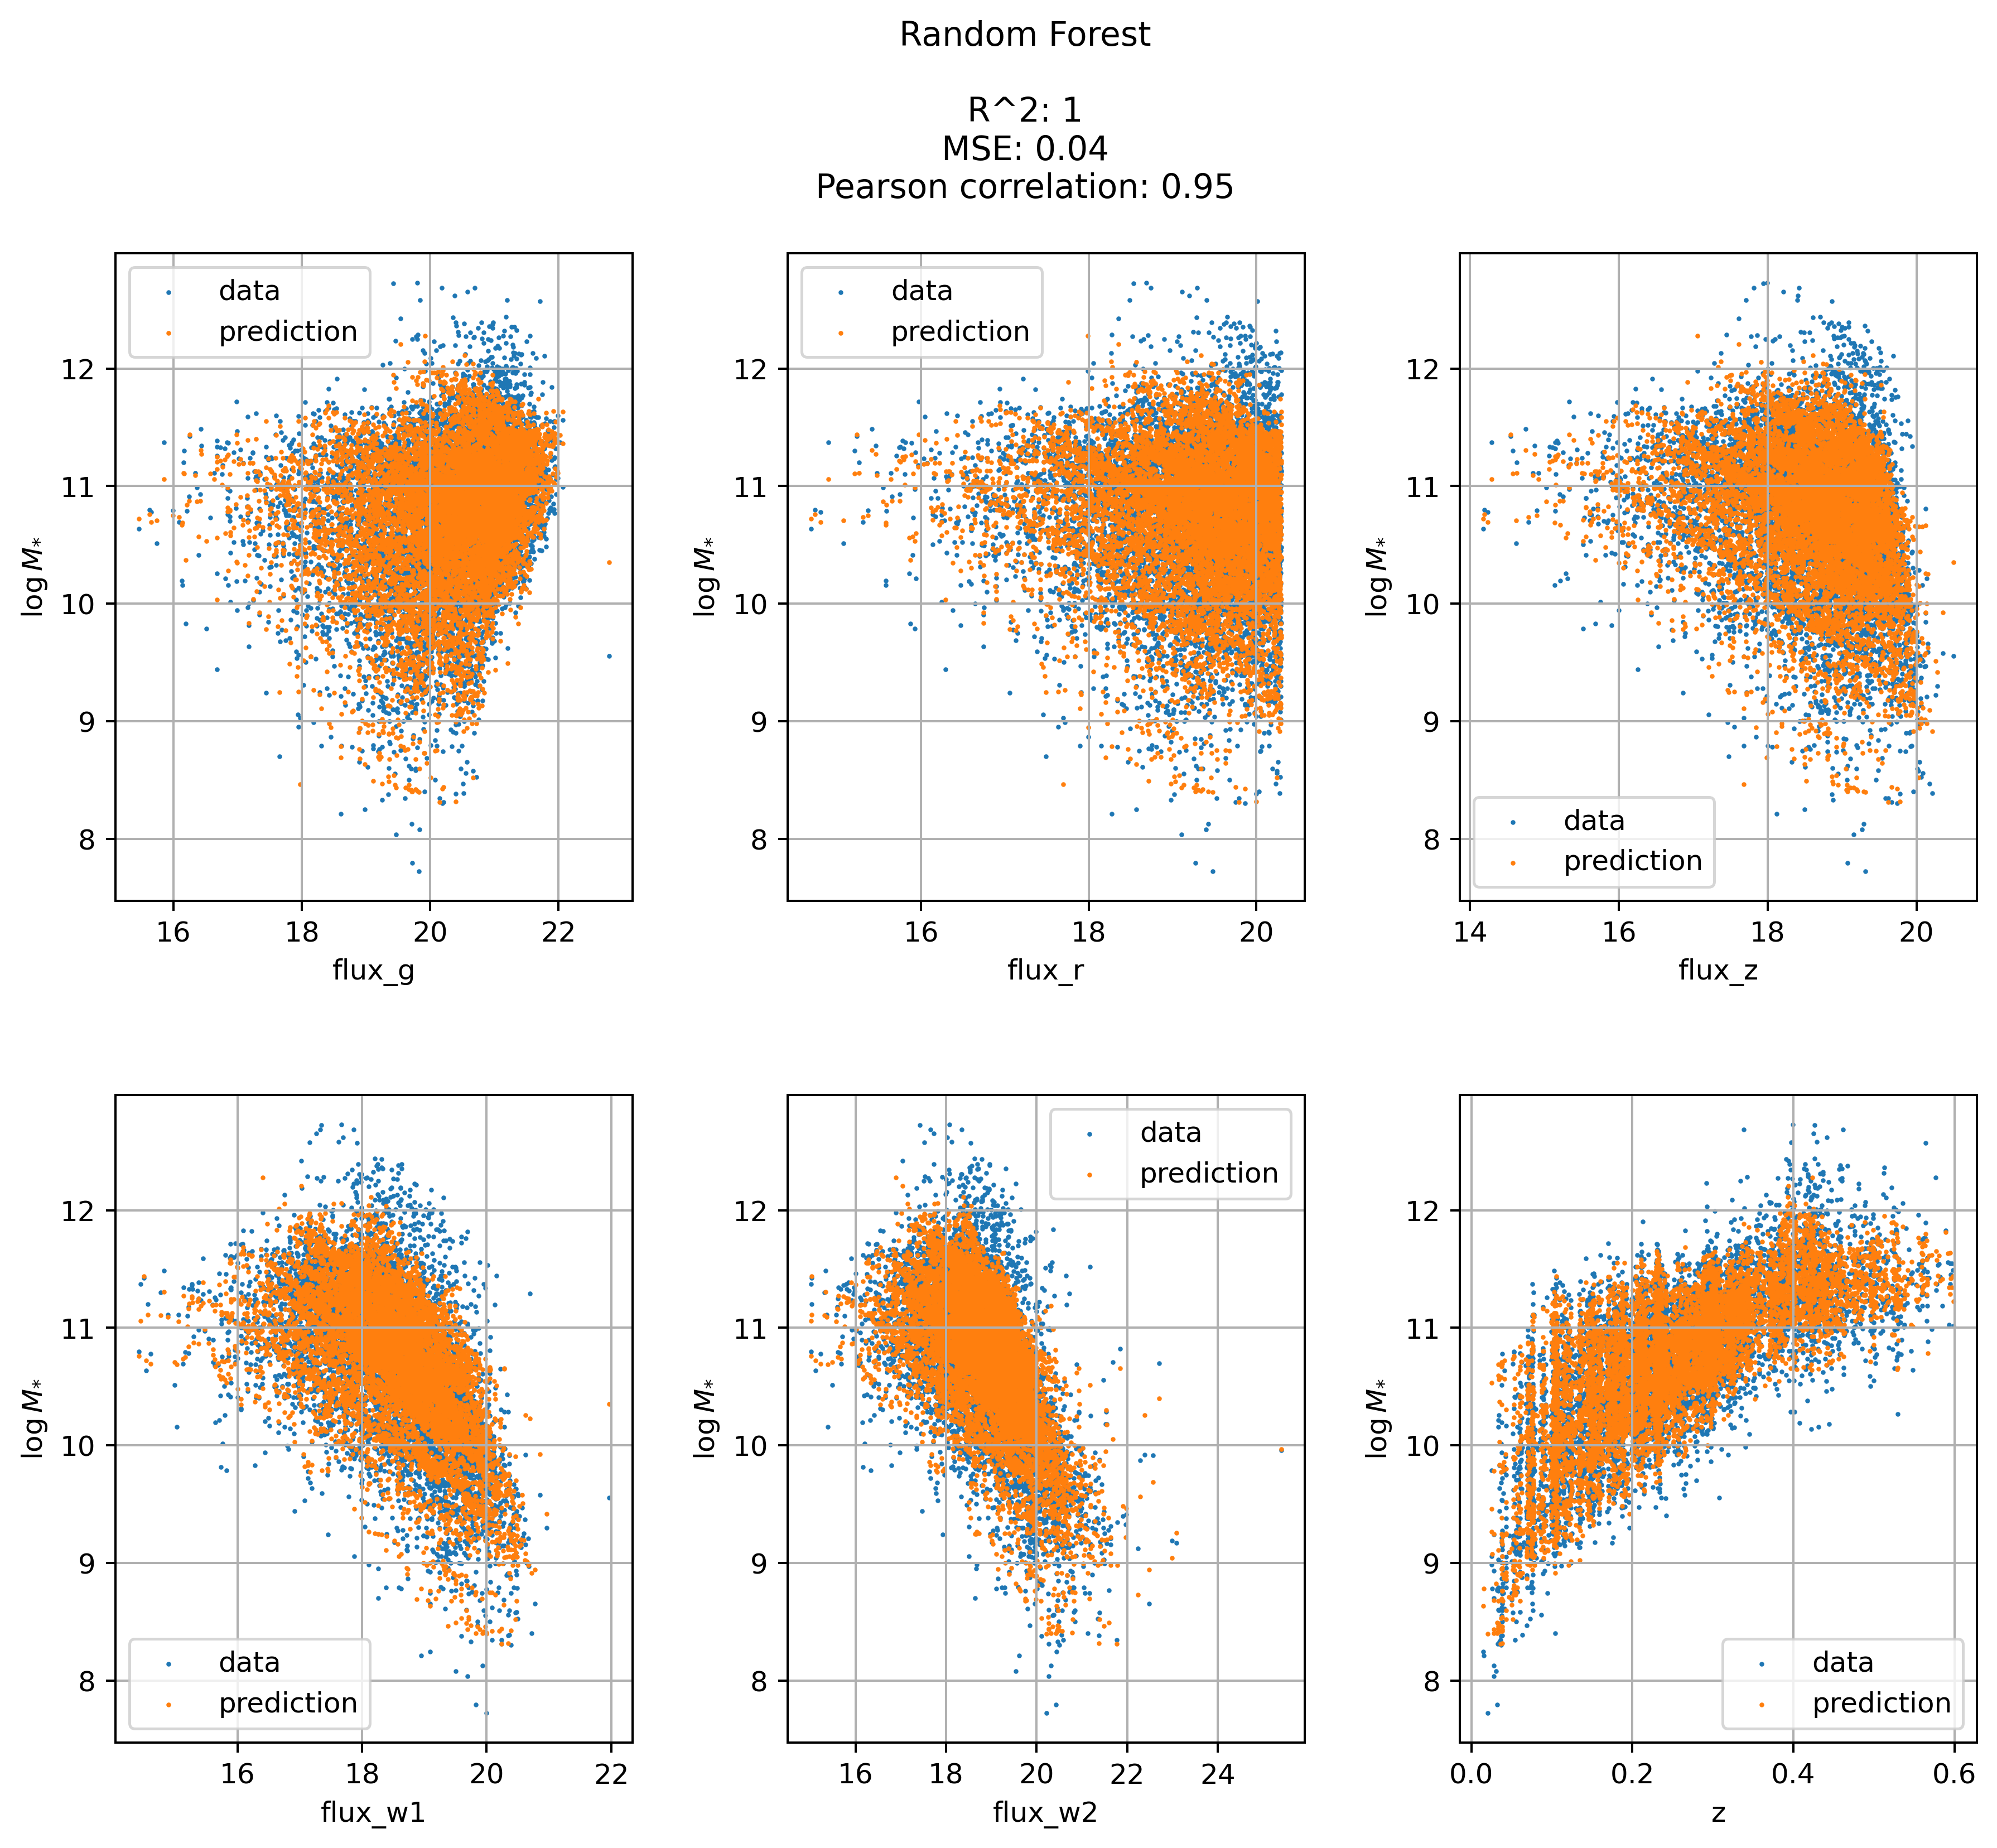 Random Forest
R^2: 1
MSE: 0.04
Pearson correlation: 0.95
data
prediction
12
11
10
9
8
log M*
16 18 20 22
flux_g
data
prediction
12
11
10
9
8
log M*
16 18 20
flux_r
data
prediction
12
11
10
9
8
log M*
14 16 18 20
flux_z
data
prediction
12
11
10
9
8
log M*
16 18 20 22
flux_w1
data
prediction
12
11
10
9
8
log M*
16 18 20 22 24
flux_w2
data
prediction
12
11
10
9
8
log M*
0.0 0.2 0.4 0.6
z